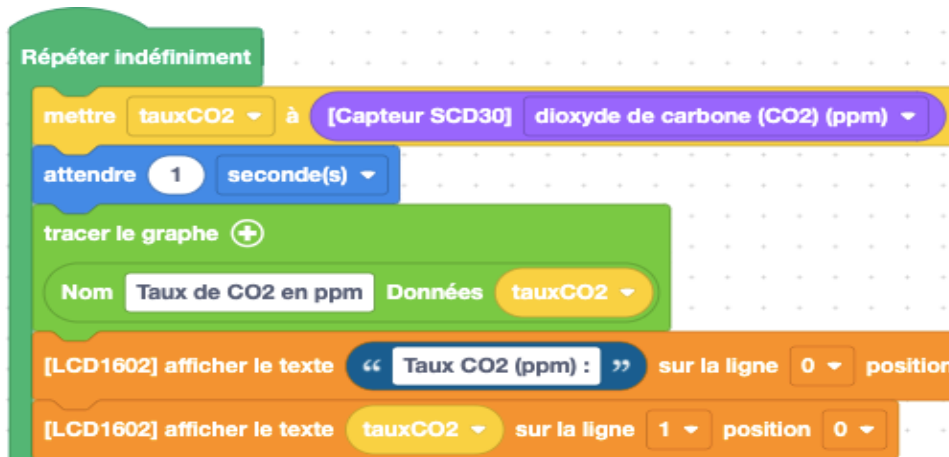 Répéter indéfiniment
mettre tauxCO2 à [Capteur SCD30] dioxyde de carbone (CO2) (ppm)
attendre 1 seconde(s)
tracer le graphe
Nom Taux de CO2 en ppm Données tauxCO2
[LCD1602] afficher le texte “ Taux CO2 (ppm) : ” sur la ligne 0 position
[LCD1602] afficher le texte tauxCO2 sur la ligne 1 position 0